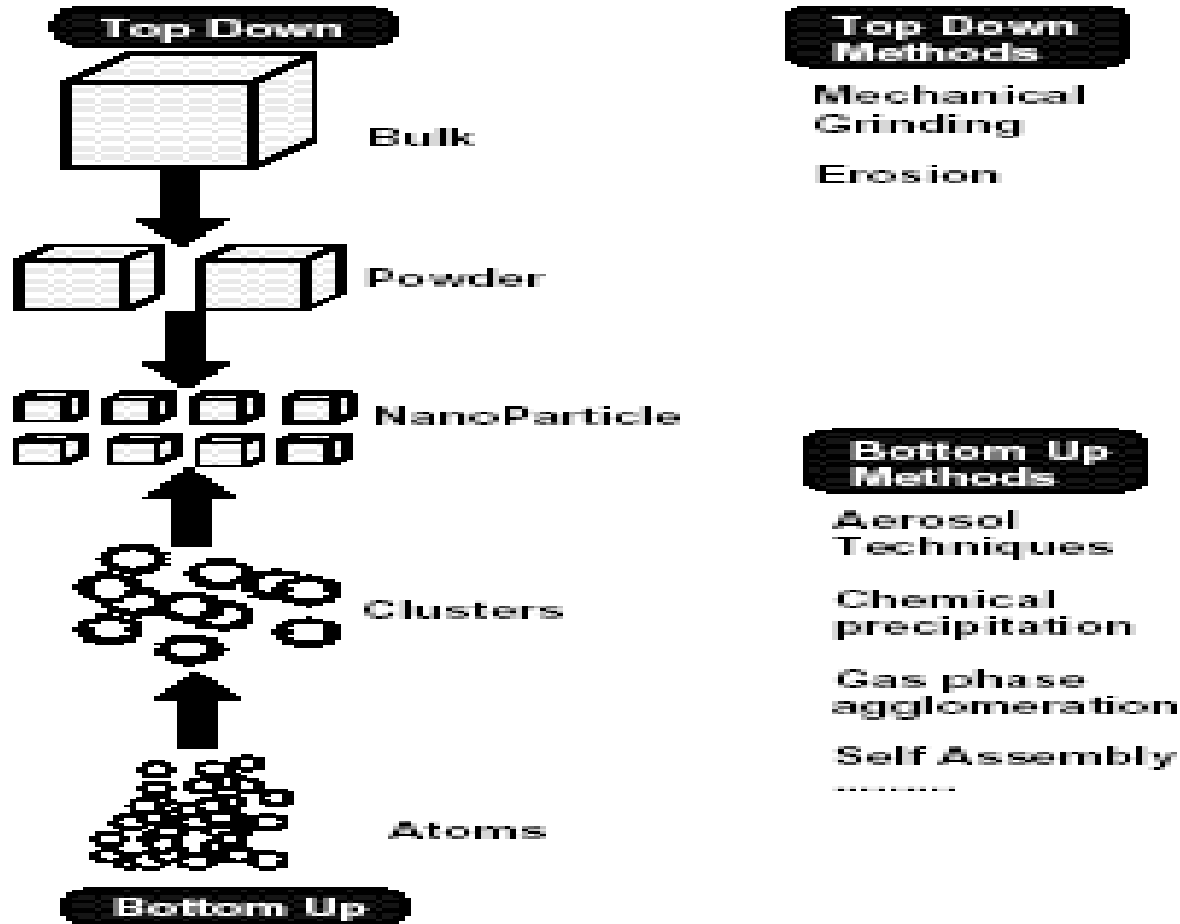 Top Down
Bulk
Powder
NanoParticle
Clusters
Atoms
Bottom Up
Top Down
Methods
Mechanical
Grinding
Erosion
Bottom Up
Methods
Aerosol
Techniques
Chemical
precipitation
Gas phase
agglomeration
Self Assembly
.........